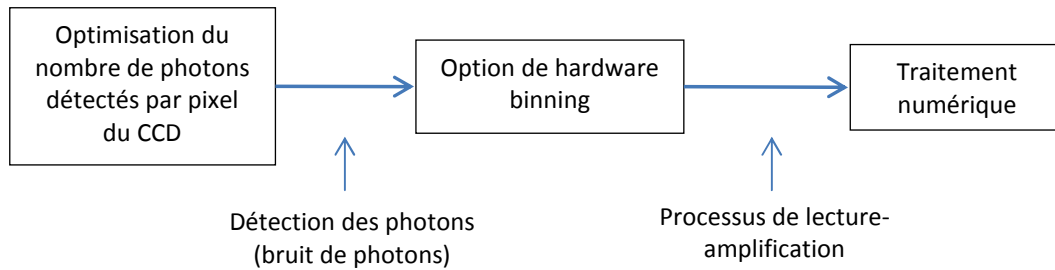 Optimisation du
nombre de photons
détectés par pixel
du CCD
Option de hardware
binning
Traitement
numérique
Détection des photons
(bruit de photons)
Processus de lecture-
amplification